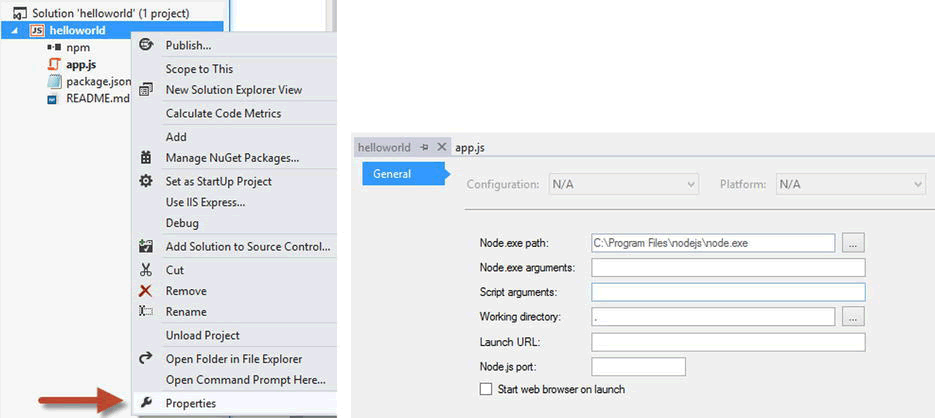 Solution 'helloworld' (1 project)
JS helloworld
npm
app.js
package.json
README.md
Publish...
Scope to This
New Solution Explorer View
Calculate Code Metrics
Add
Manage NuGet Packages...
Set as StartUp Project
Use IIS Express...
Debug
Add Solution to Source Control...
Cut
Remove
Rename
Unload Project
Open Folder in File Explorer
Open Command Prompt Here...
Properties
helloworld app.js
General
Configuration: N/A Platform: N/A
Node.exe path: C:\Program Files\nodejs\node.exe ...
Node.exe arguments:
Script arguments:
Working directory: . ...
Launch URL:
Node.js port:
Start web browser on launch